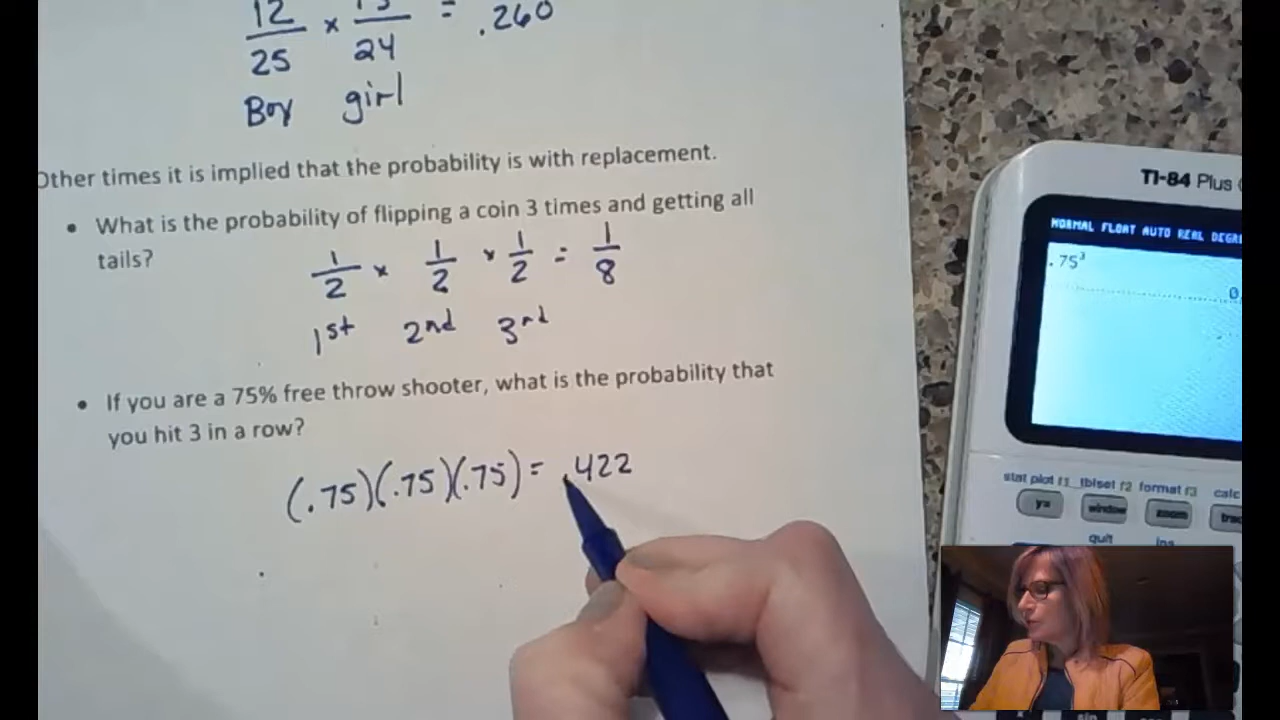 12
25 × 24 = .260
Boy girl
Other times it is implied that the probability is with replacement.
• What is the probability of flipping a coin 3 times and getting all
tails?
1/2 × 1/2 × 1/2 = 1/8
1st 2nd 3rd
• If you are a 75% free throw shooter, what is the probability that
you hit 3 in a row?
(.75)(.75)(.75) = .422
TI-84 Plus
NORMAL FLOAT AUTO REAL
.75³
0
stat plot f1 tblset f2 format f3
y= window zoom
quit
ins
sin